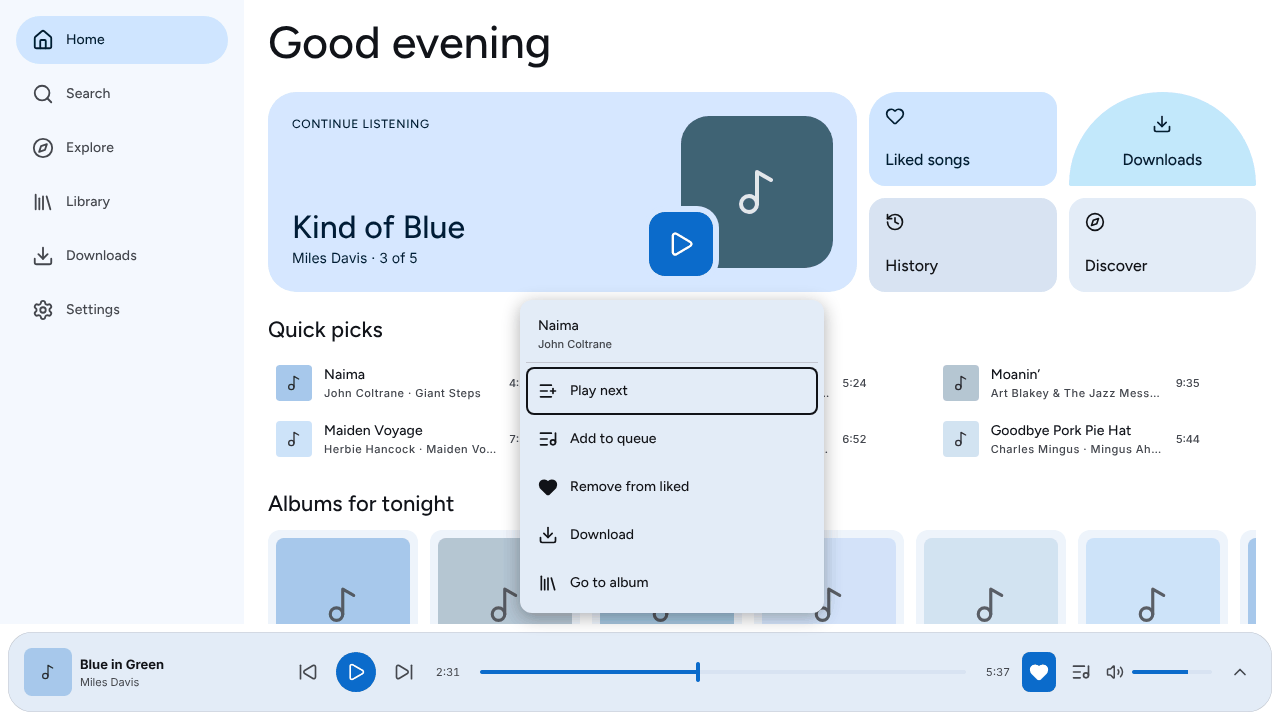 Home
Search
Explore
Library
Downloads
Settings
Good evening
CONTINUE LISTENING
Kind of Blue
Miles Davis · 3 of 5
Liked songs
Downloads
History
Discover
Quick picks
Naima
John Coltrane · Giant Steps
Maiden Voyage
Herbie Hancock · Maiden Vo...
5:24
6:52
Moanin’
Art Blakey & The Jazz Mess...
9:35
Goodbye Pork Pie Hat
Charles Mingus · Mingus Ah...
5:44
Naima
John Coltrane
Play next
Add to queue
Remove from liked
Download
Go to album
Albums for tonight
Blue in Green
Miles Davis
2:31
5:37